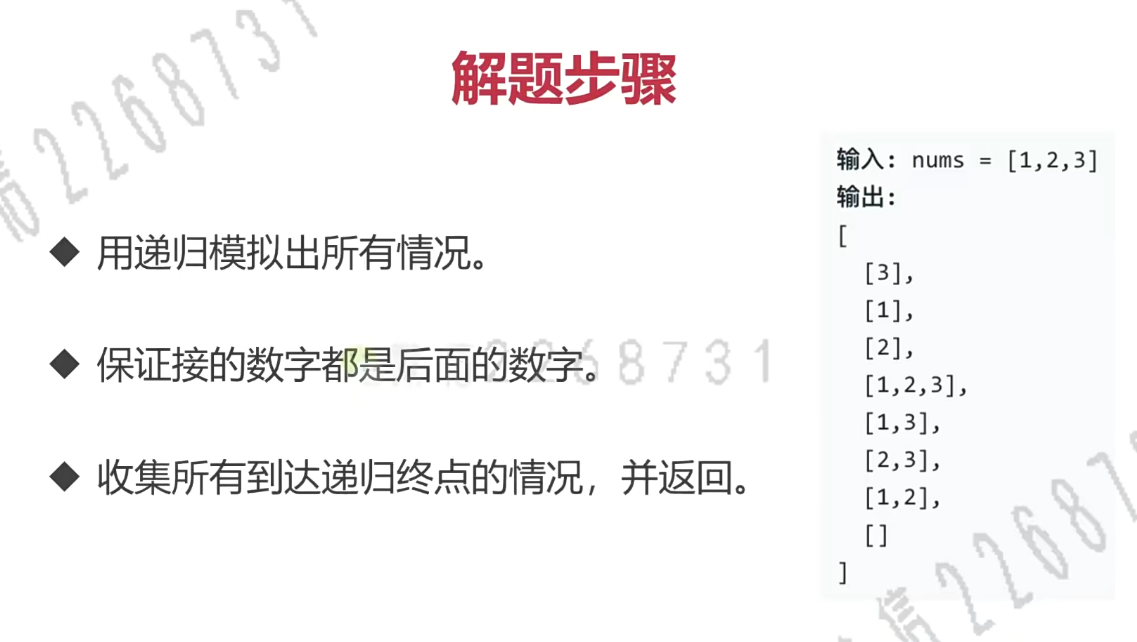 解题步骤
用递归模拟出所有情况。
保证接的数字都是后面的数字。
收集所有到达递归终点的情况，并返回。
输入: nums = [1,2,3]
输出:
[
[3],
[1],
[2],
[1,2,3],
[1,3],
[2,3],
[1,2],
[]
]
信2268731
2268731
信22687